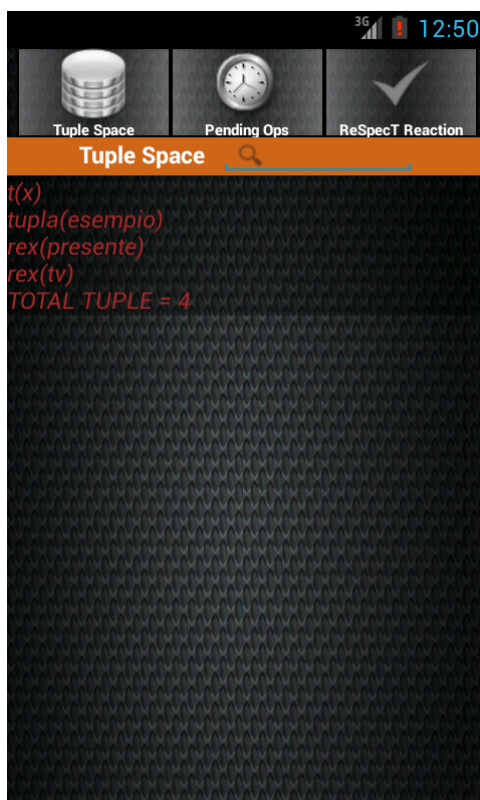 3G 12:50
Tuple Space Pending Ops ReSpecT Reaction
Tuple Space
t(x)
tupla(esempio)
rex(presente)
rex(tv)
TOTAL TUPLE = 4